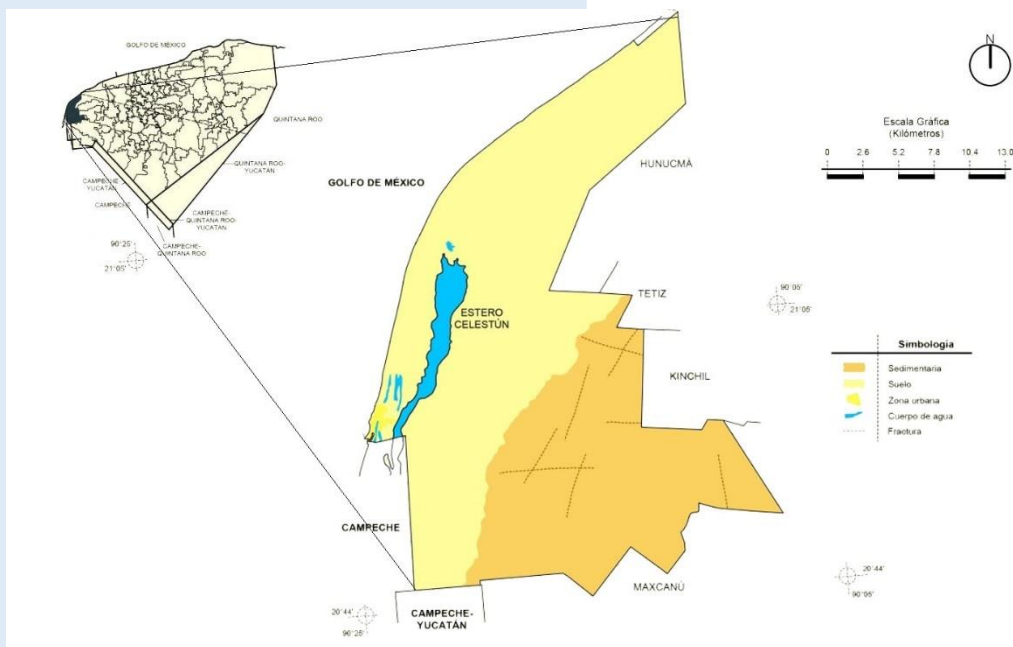 GOLFO DE MÉXICO
QUINTANA ROO
QUINTANA ROO-
YUCATÁN
CAMPECHE
YUCATÁN
CAMPECHE
CAMPECHE-
QUINTANA ROO-
YUCATÁN
CAMPECHE-
QUINTANA ROO
90°25'
21°05'
N
Escala Gráfica
(Kilómetros)
0 2.6 5.2 7.8 10.4 13.0
HUNUCMÁ
GOLFO DE MÉXICO
TETIZ
90°05'
21°05'
ESTERO
CELESTÚN
KINCHIL
Simbología
Sedimentaria
Suelo
Zona urbana
Cuerpo de agua
Fractura
CAMPECHE
MAXCANÚ
20°44'
90°05'
20°44'
90°25'
CAMPECHE-
YUCATÁN